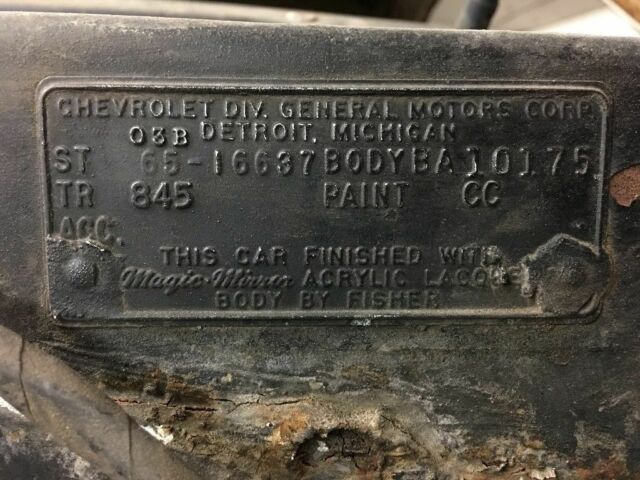 CHEVROLET DIV. GENERAL MOTORS CORP.
03B DETROIT, MICHIGAN
ST 65-16637 BODY BA 10175
TR 845 PAINT CC
ACC.
THIS CAR FINISHED WITH
Magic-Mirror ACRYLIC LACQUE
BODY BY FISHER